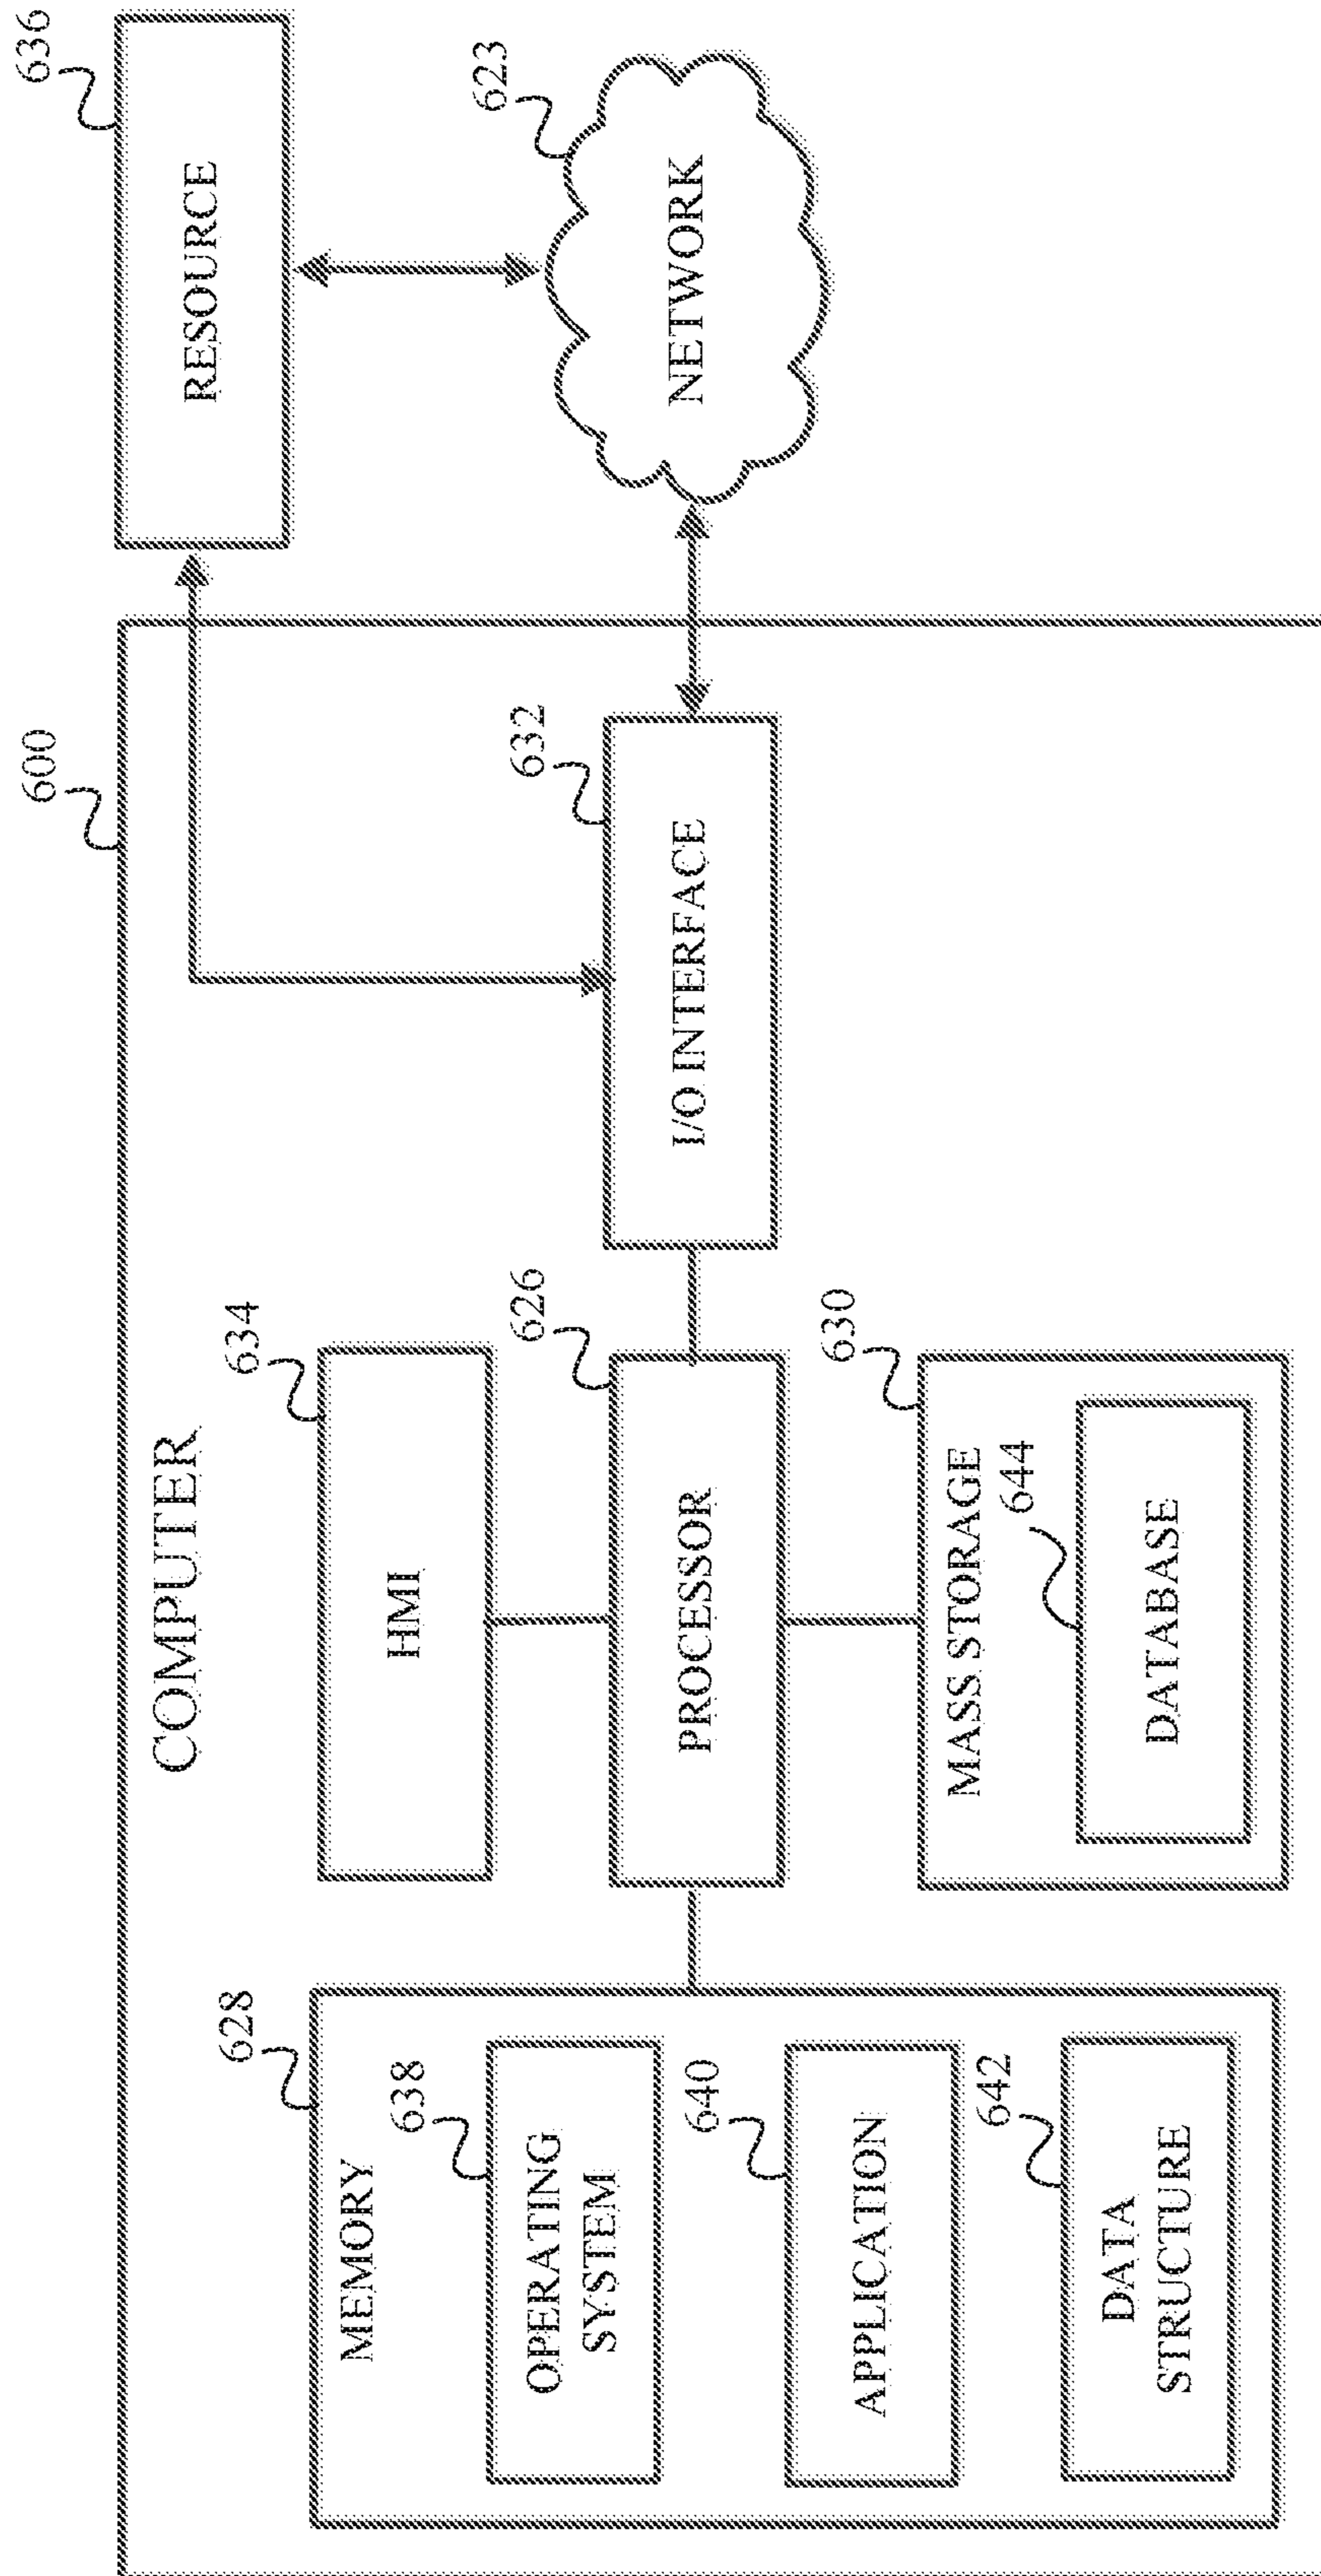 600
636
COMPUTER
RESOURCE
628
MEMORY
634
HMI
638
OPERATING
SYSTEM
626
PROCESSOR
632
I/O INTERFACE
623
NETWORK
640
APPLICATION
630
MASS STORAGE
644
DATABASE
642
DATA
STRUCTURE